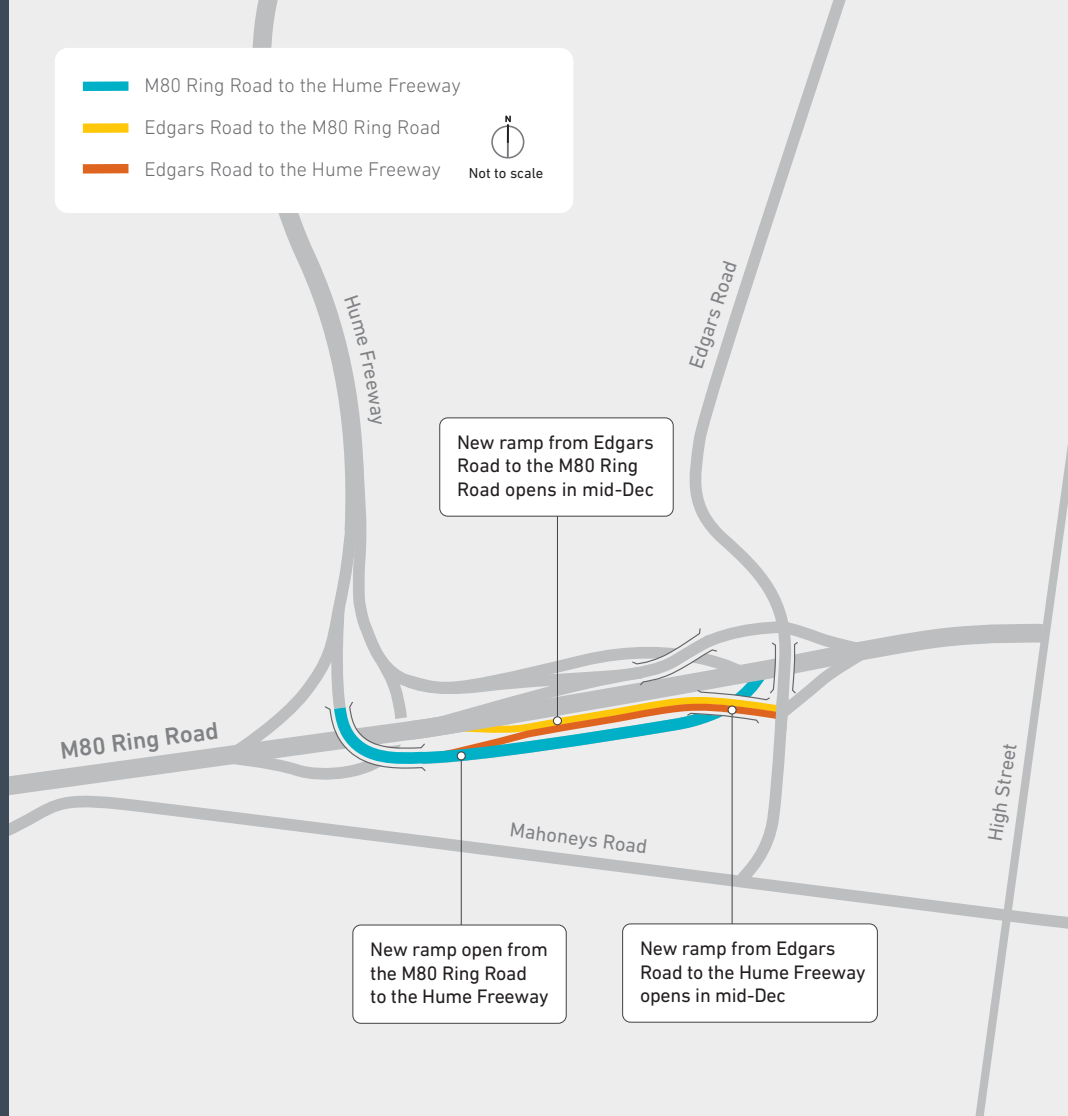 M80 Ring Road to the Hume Freeway
Edgars Road to the M80 Ring Road
Edgars Road to the Hume Freeway
N
Not to scale
Hume Freeway
Edgars Road
New ramp from Edgars
Road to the M80 Ring
Road opens in mid-Dec
M80 Ring Road
Mahoneys Road
High Street
New ramp open from
the M80 Ring Road
to the Hume Freeway
New ramp from Edgars
Road to the Hume Freeway
opens in mid-Dec